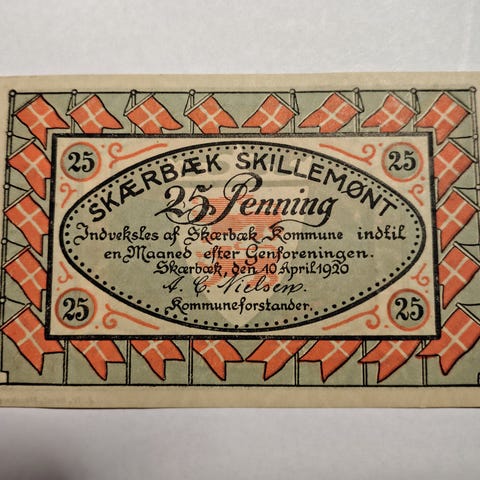 SKÆRBÆK SKILLEMØNT
25 25
25 Penning
Indveksles af Skærbæk Kommune indtil
en Maaned efter Genforeningen.
Skærbæk, den 10 April 1920
A. C. Nielsen.
Kommuneforstander.
25 25